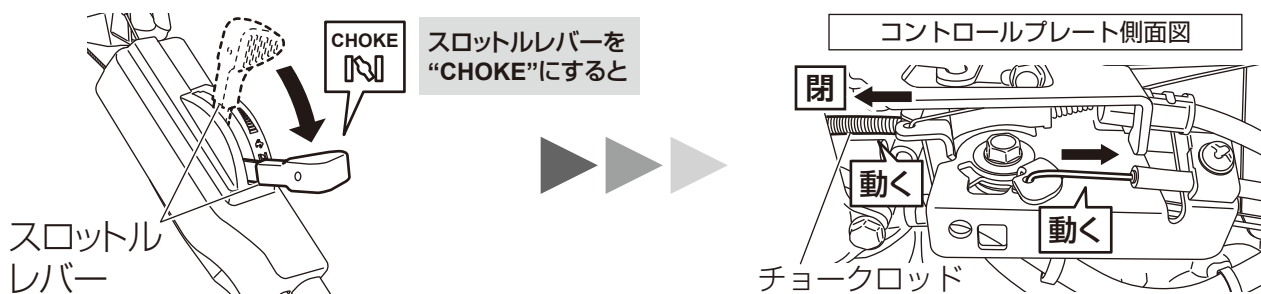 CHOKE
スロットルレバーを
“CHOKE”にすると
スロットル
レバー
コントロールプレート側面図
閉
動く
動く
チョークロッド